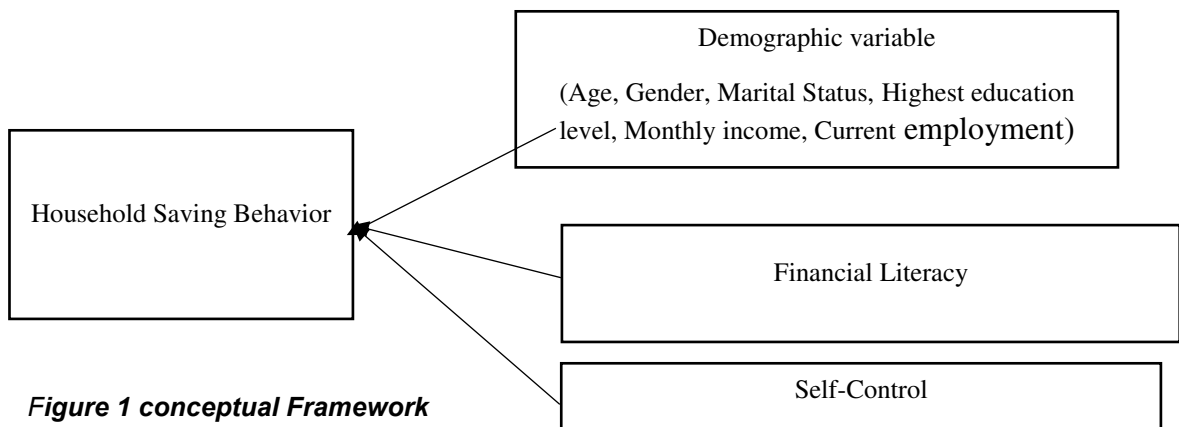 Demographic variable
(Age, Gender, Marital Status, Highest education
level, Monthly income, Current employment)
Household Saving Behavior
Financial Literacy
Self-Control
Figure 1 conceptual Framework